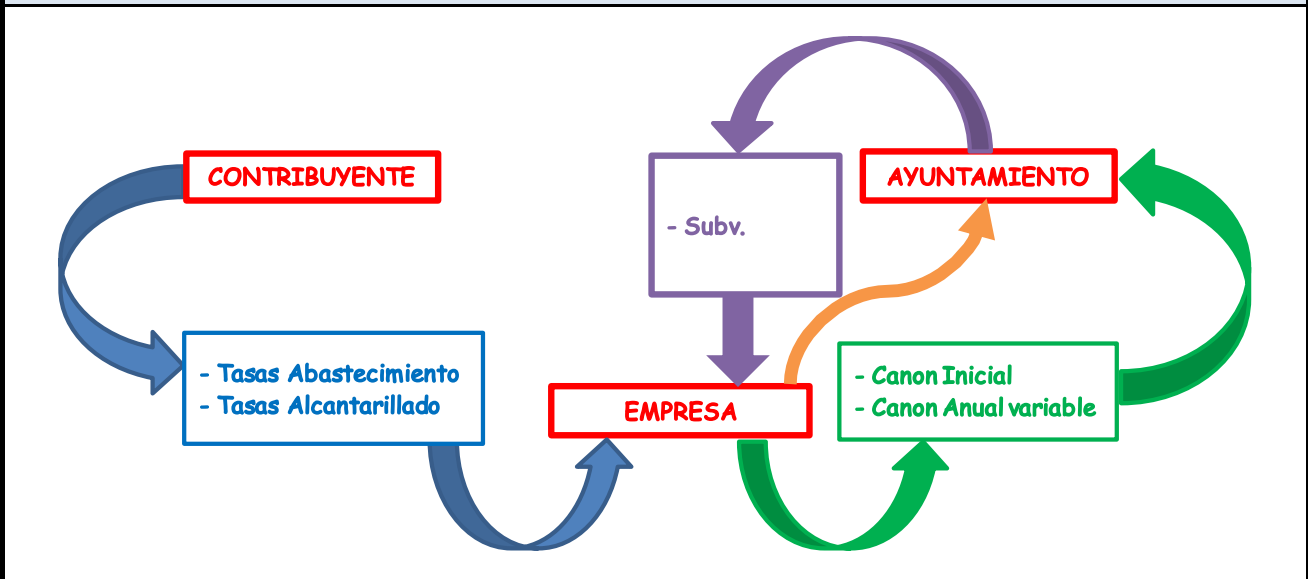 CONTRIBUYENTE
AYUNTAMIENTO
- Subv.
- Tasas Abastecimiento
- Tasas Alcantarillado
EMPRESA
- Canon Inicial
- Canon Anual variable